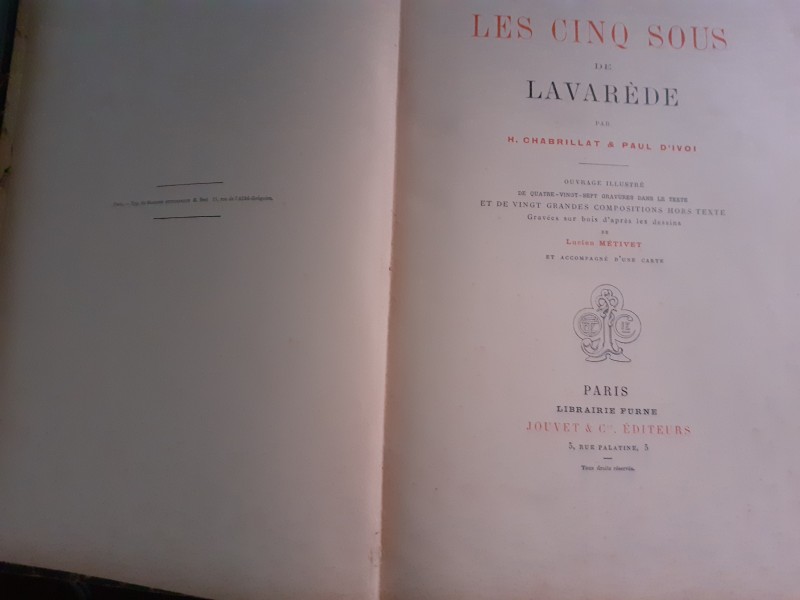 LES CINQ SOUS
DE
LAVARÈDE
PAR
H. CHABRILLAT & PAUL D'IVOI
OUVRAGE ILLUSTRÉ
DE QUATRE-VINGT-SEPT GRAVURES DANS LE TEXTE
ET DE VINGT GRANDES COMPOSITIONS HORS TEXTE
Gravées sur bois d'après les dessins
DE
Lucien MÉTIVET
ET ACCOMPAGNÉ D'UNE CARTE
PARIS
LIBRAIRIE FURNE
JOUVET & Cie, ÉDITEURS
5, RUE PALATINE, 5
Tous droits réservés.